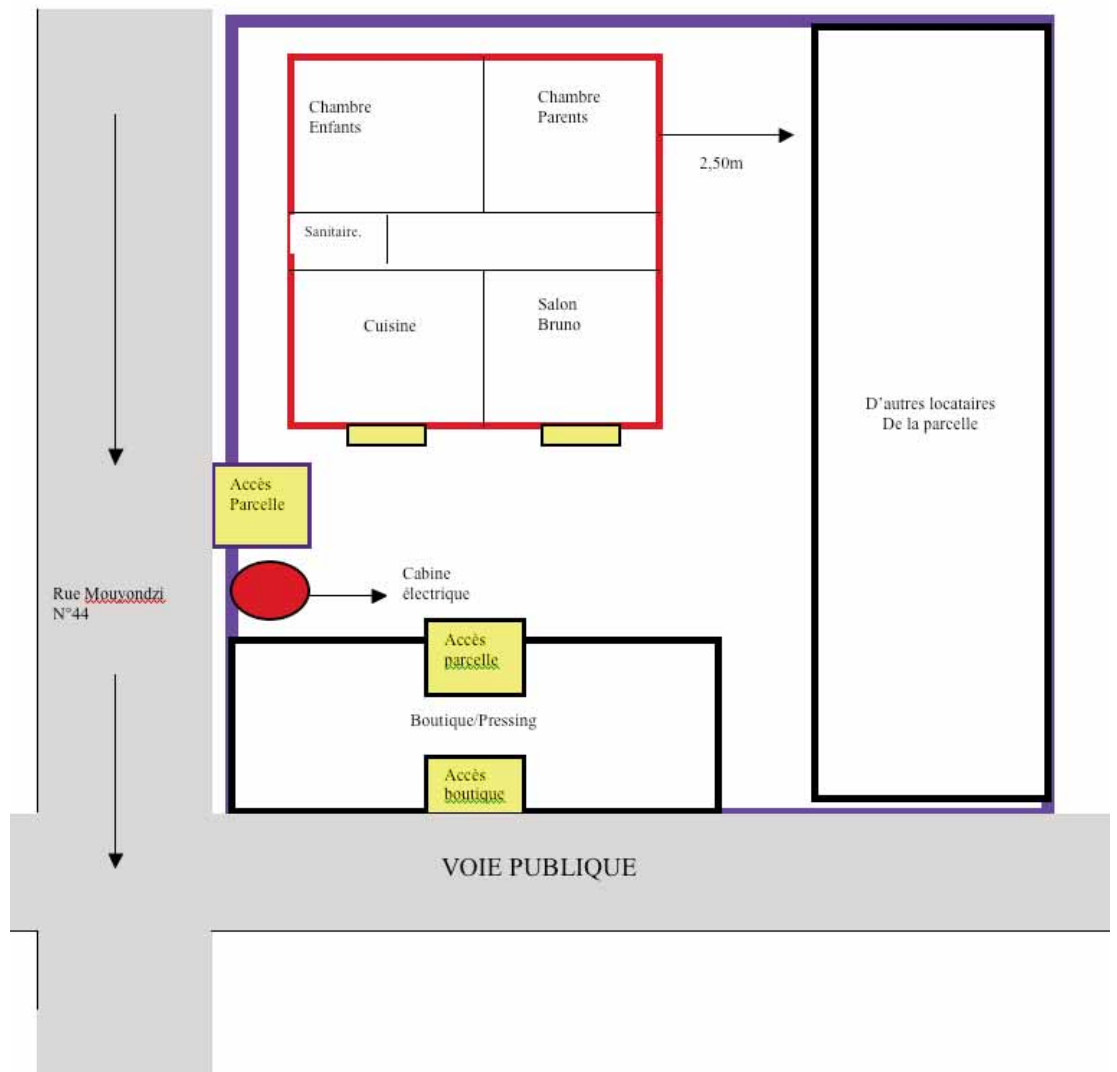 Chambre
Enfants
Chambre
Parents
2,50m
Sanitaire.
Cuisine
Salon
Bruno
D'autres locataires
De la parcelle
Accès
Parcelle
Rue Mouyondzi
N°44
Cabine
électrique
Accès
parcelle
Boutique/Pressing
Accès
boutique
VOIE PUBLIQUE